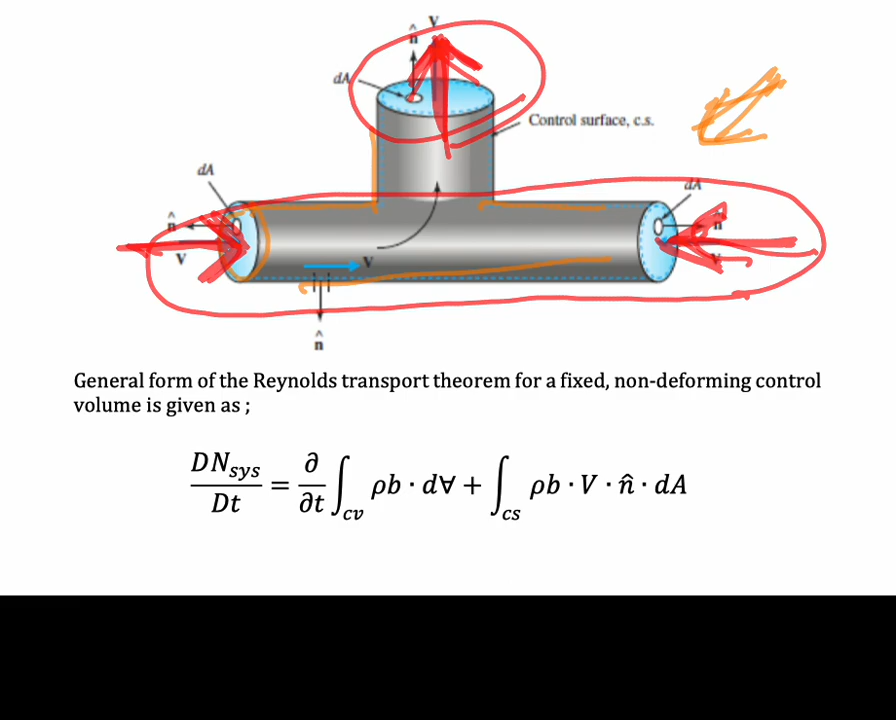 V
n̂
dA
Control surface, c.s.
dA
dA
n̂
n̂
V
V
V
n̂
General form of the Reynolds transport theorem for a fixed, non-deforming control
volume is given as ;
DN_sys/Dt = ∂/∂t ∫_cv ρb · d∀ + ∫_cs ρb · V · n̂ · dA